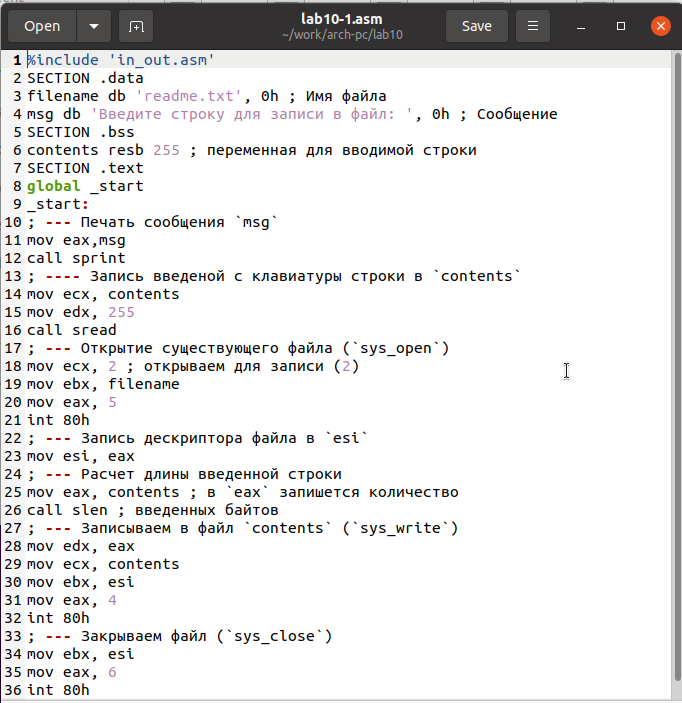 Open
lab10-1.asm
~/work/arch-pc/lab10
Save
1 %include 'in_out.asm'
2 SECTION .data
3 filename db 'readme.txt', 0h ; Имя файла
4 msg db 'Введите строку для записи в файл: ', 0h ; Сообщение
5 SECTION .bss
6 contents resb 255 ; переменная для вводимой строки
7 SECTION .text
8 global _start
9 _start:
10 ; --- Печать сообщения `msg`
11 mov eax,msg
12 call sprint
13 ; ---- Запись введеной с клавиатуры строки в `contents`
14 mov ecx, contents
15 mov edx, 255
16 call sread
17 ; --- Открытие существующего файла (`sys_open`)
18 mov ecx, 2 ; открываем для записи (2)
19 mov ebx, filename
20 mov eax, 5
21 int 80h
22 ; --- Запись дескриптора файла в `esi`
23 mov esi, eax
24 ; --- Расчет длины введенной строки
25 mov eax, contents ; в `eax` запишется количество
26 call slen ; введенных байтов
27 ; --- Записываем в файл `contents` (`sys_write`)
28 mov edx, eax
29 mov ecx, contents
30 mov ebx, esi
31 mov eax, 4
32 int 80h
33 ; --- Закрываем файл (`sys_close`)
34 mov ebx, esi
35 mov eax, 6
36 int 80h